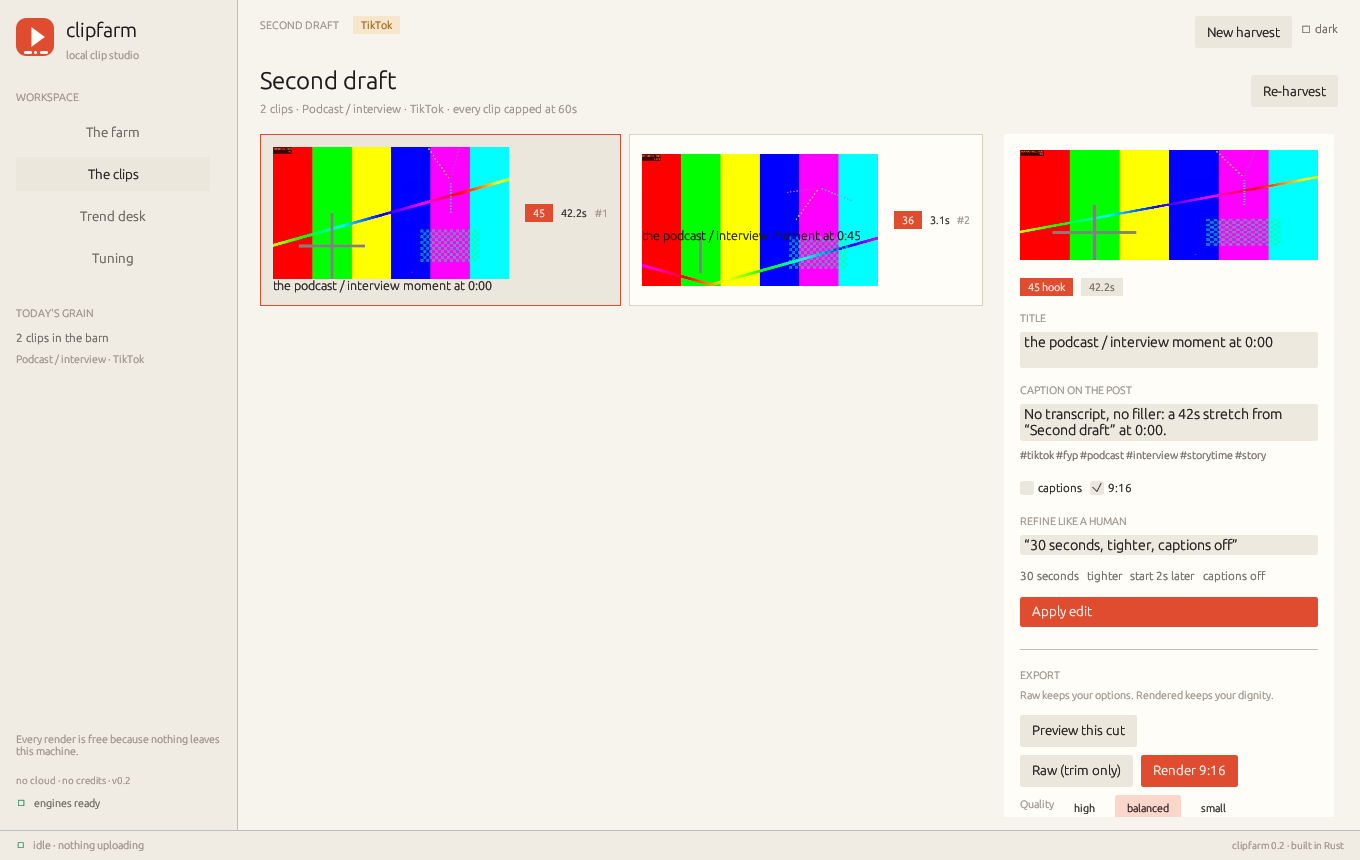 clipfarm
local clip studio
WORKSPACE
The farm
The clips
Trend desk
Tuning
TODAY'S GRAIN
2 clips in the barn
Podcast / interview · TikTok
Every render is free because nothing leaves
this machine.
no cloud · no credits · v0.2
engines ready
SECOND DRAFT
TikTok
New harvest
dark
Second draft
Re-harvest
2 clips · Podcast / interview · TikTok · every clip capped at 60s
45
42.2s
#1
the podcast / interview moment at 0:00
36
3.1s
#2
the podcast / interview moment at 0:45
45 hook
42.2s
TITLE
the podcast / interview moment at 0:00
CAPTION ON THE POST
No transcript, no filler: a 42s stretch from
“Second draft” at 0:00.
#tiktok #fyp #podcast #interview #storytime #story
captions
9:16
REFINE LIKE A HUMAN
“30 seconds, tighter, captions off”
30 seconds tighter start 2s later captions off
Apply edit
EXPORT
Raw keeps your options. Rendered keeps your dignity.
Preview this cut
Raw (trim only)
Render 9:16
Quality
high
balanced
small
idle · nothing uploading
clipfarm 0.2 · built in Rust